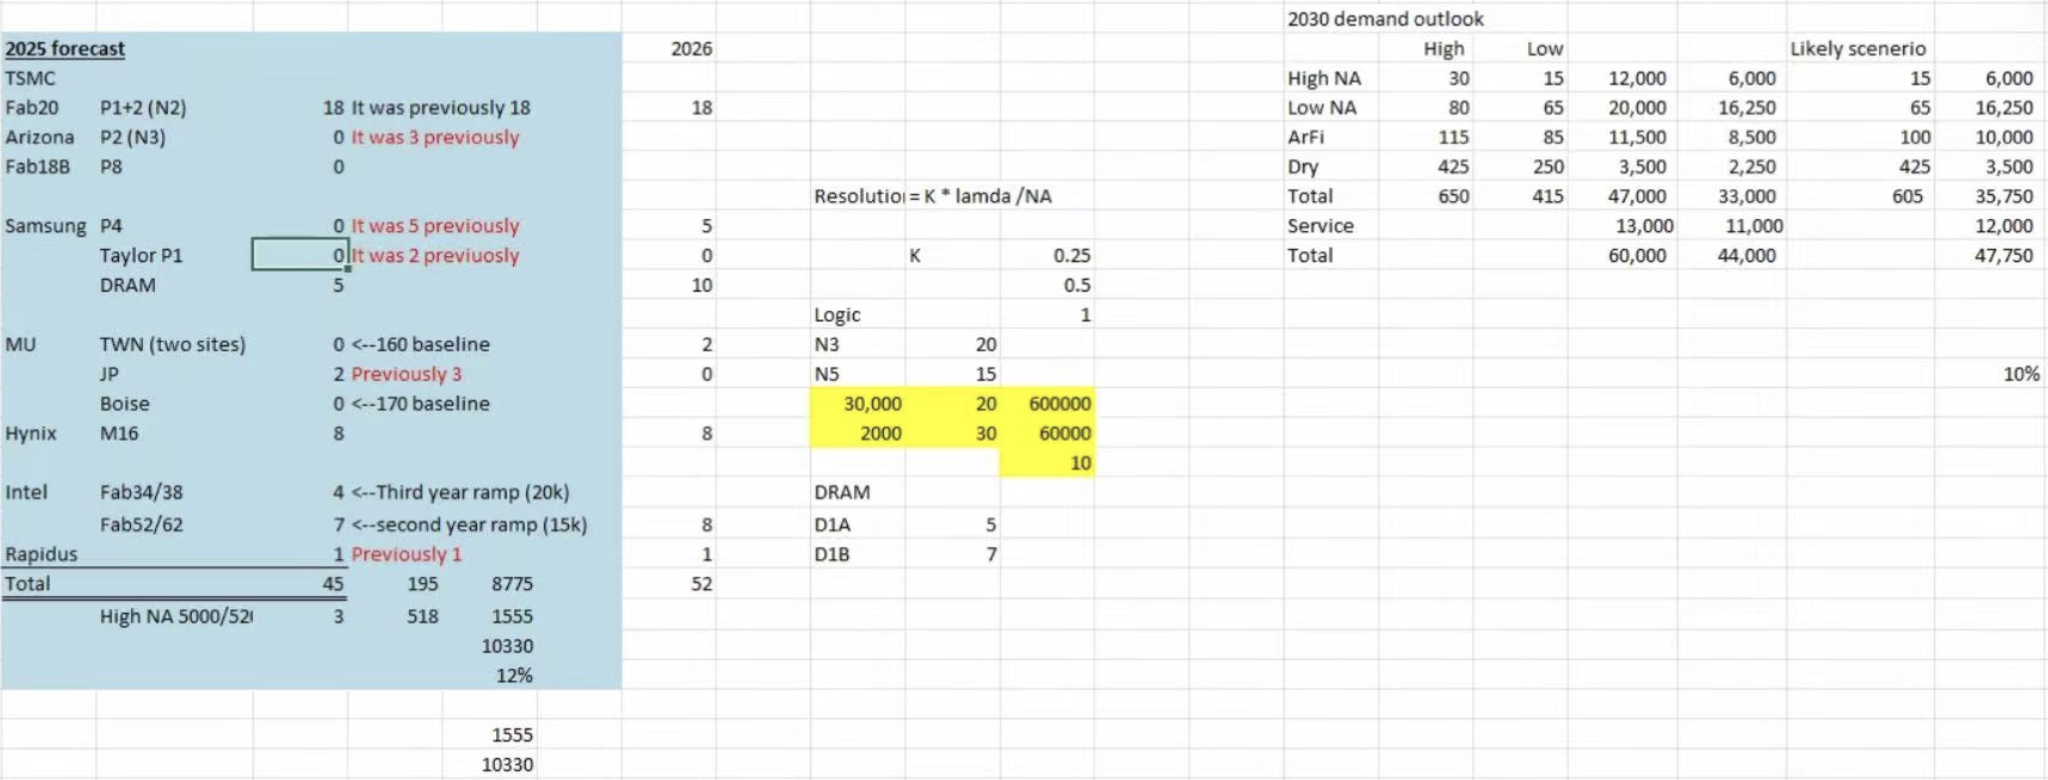 2030 demand outlook
2025 forecast 2026 High Low Likely scenerio
TSMC High NA 30 15 12,000 6,000 15 6,000
Fab20 P1+2 (N2) 18 It was previously 18 18 Low NA 80 65 20,000 16,250 65 16,250
Arizona P2 (N3) 0 It was 3 previously ArFi 115 85 11,500 8,500 100 10,000
Fab18B P8 0 Dry 425 250 3,500 2,250 425 3,500
Resolution = K * lamda /NA Total 650 415 47,000 33,000 605 35,750
Samsung P4 0 It was 5 previously 5 Service 13,000 11,000 12,000
Taylor P1 0 It was 2 previuosly 0 K 0.25 Total 60,000 44,000 47,750
DRAM 5 10 0.5
Logic 1
MU TWN (two sites) 0 <--160 baseline 2 N3 20
JP 2 Previously 3 0 N5 15 10%
Boise 0 <--170 baseline 30,000 20 600000
Hynix M16 8 8 2000 30 60000
10
Intel Fab34/38 4 <--Third year ramp (20k) DRAM
Fab52/62 7 <--second year ramp (15k) 8 D1A 5
Rapidus 1 Previously 1 1 D1B 7
Total 45 195 8775 52
High NA 5000/520 3 518 1555
10330
12%
1555
10330